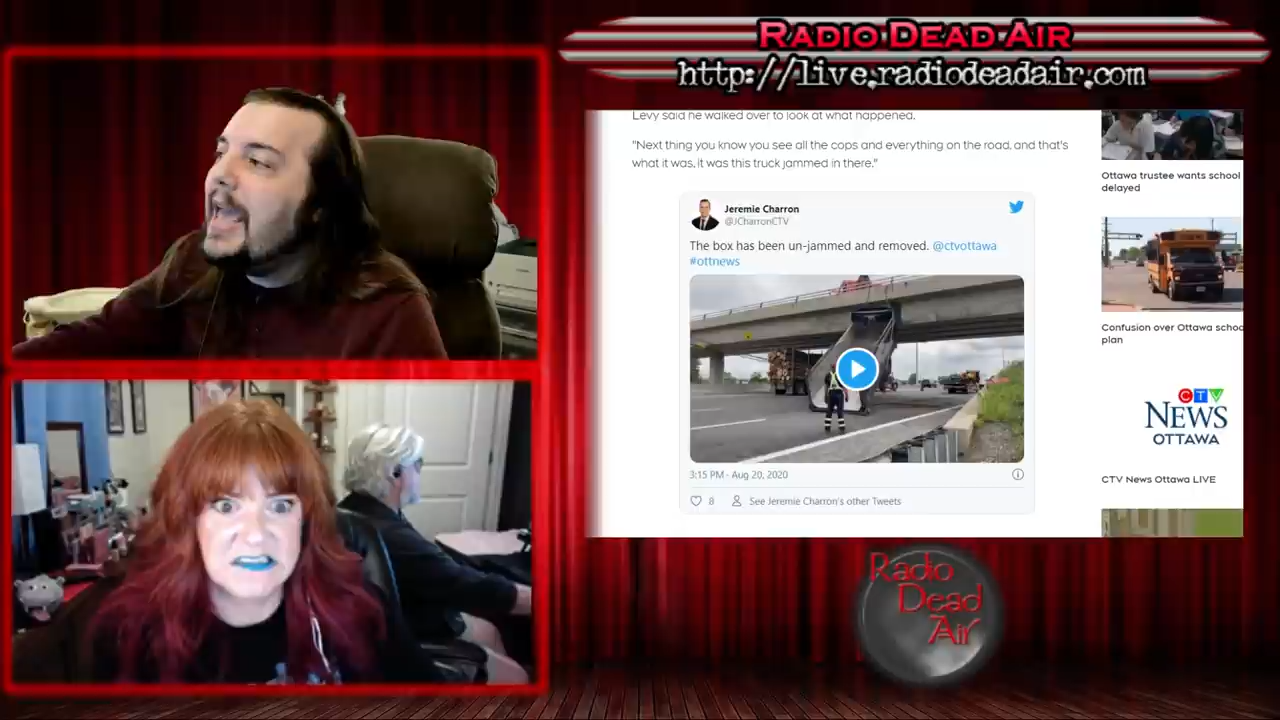 RADIO DEAD AIR
http://live.radiodeadair.com
Levy said he walked over to look at what happened.
"Next thing you know you see all the cops and everything on the road, and that's
what it was, it was this truck jammed in there."
Jeremie Charron
@JCharronCTV
The box has been un-jammed and removed. @ctvottawa
#ottnews
3:15 PM · Aug 20, 2020
8 See Jeremie Charron's other Tweets
Ottawa trustee wants school
delayed
Confusion over Ottawa schoo
plan
CTV
NEWS
OTTAWA
CTV News Ottawa LIVE
Radio
Dead
Air